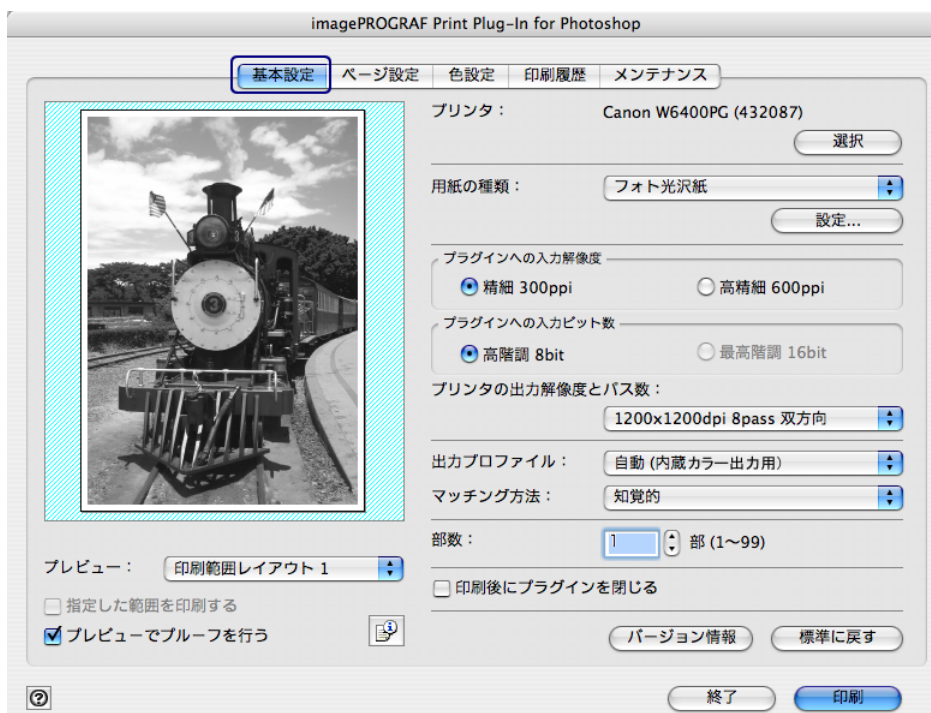 imagePROGRAF Print Plug-In for Photoshop
基本設定 ページ設定 色設定 印刷履歴 メンテナンス
プリンタ： Canon W6400PG (432087)
選択
用紙の種類： フォト光沢紙
設定...
プラグインへの入力解像度
精細 300ppi 高精細 600ppi
プラグインへの入力ビット数
高階調 8bit 最高階調 16bit
プリンタの出力解像度とパス数：
1200x1200dpi 8pass 双方向
出力プロファイル： 自動 (内蔵カラー出力用)
マッチング方法： 知覚的
部数： 1 部 (1〜99)
印刷後にプラグインを閉じる
バージョン情報 標準に戻す
3
プレビュー： 印刷範囲レイアウト 1
指定した範囲を印刷する
プレビューでプルーフを行う
?
終了 印刷